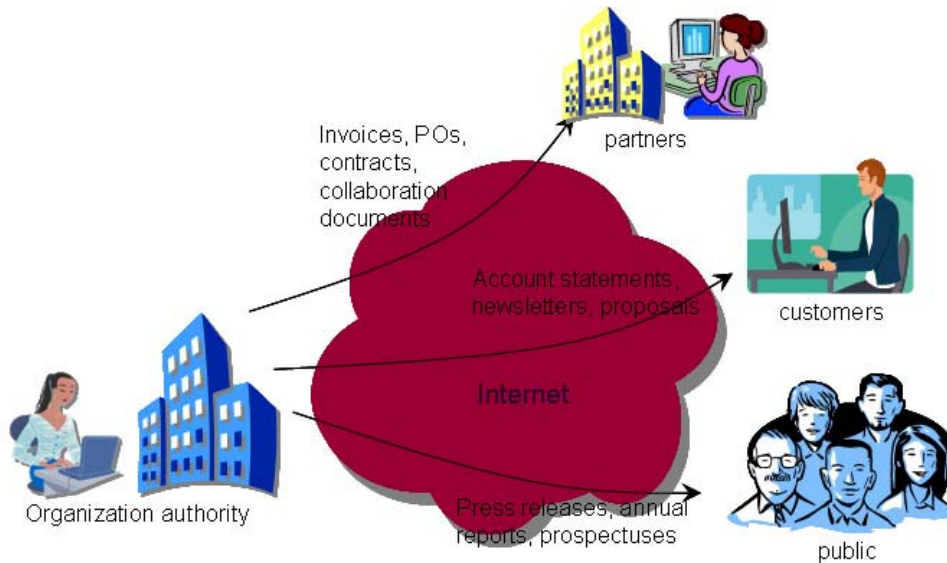 Invoices, POs,
contracts,
collaboration
documents
partners
Account statements,
newsletters, proposals
customers
Internet
Organization authority
Press releases, annual
reports, prospectuses
public